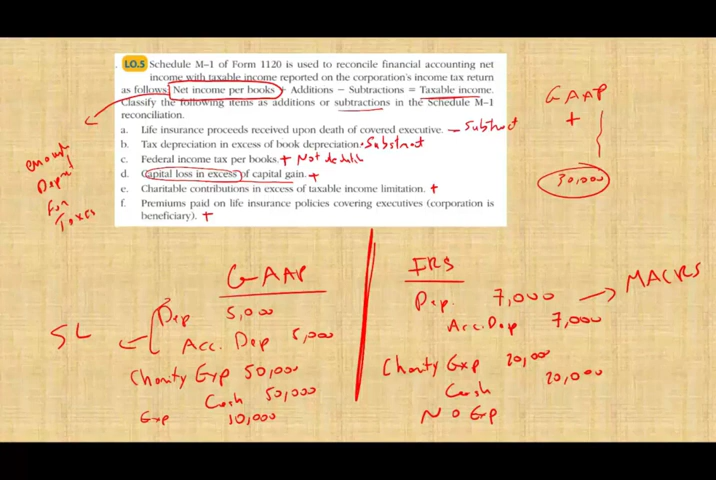 LO.5 Schedule M-1 of Form 1120 is used to reconcile financial accounting net
income with taxable income reported on the corporation's income tax return
as follows: Net income per books + Additions − Subtractions = Taxable income.
Classify the following items as additions or subtractions in the Schedule M-1
reconciliation.
a. Life insurance proceeds received upon death of covered executive. – Subtract
b. Tax depreciation in excess of book depreciation. Subtract
c. Federal income tax per books. + Not deductible
d. Capital loss in excess of capital gain. +
e. Charitable contributions in excess of taxable income limitation. +
f. Premiums paid on life insurance policies covering executives (corporation is
beneficiary). +
GAAP
+
30,000
For
Taxes
GAAP
Dep 5,000
Acc. Dep 5,000
SL
Charity Exp 50,000
Cash 50,000
Exp 10,000
IRS
Dep. 7,000
MACRS
Acc. Dep 7,000
Charity Exp 20,000
Cash 20,000
No Exp